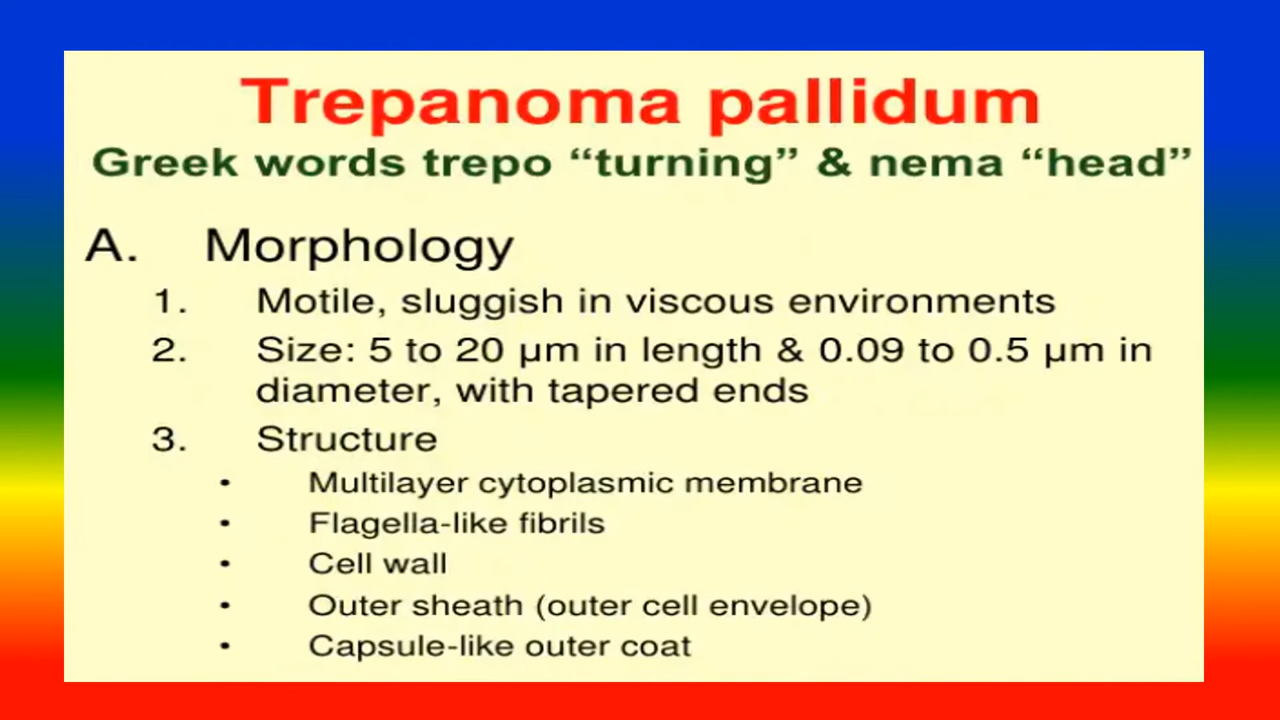 Trepanoma pallidum
Greek words trepo “turning” & nema “head”
A. Morphology
1. Motile, sluggish in viscous environments
2. Size: 5 to 20 µm in length & 0.09 to 0.5 µm in
diameter, with tapered ends
3. Structure
• Multilayer cytoplasmic membrane
• Flagella-like fibrils
• Cell wall
• Outer sheath (outer cell envelope)
• Capsule-like outer coat